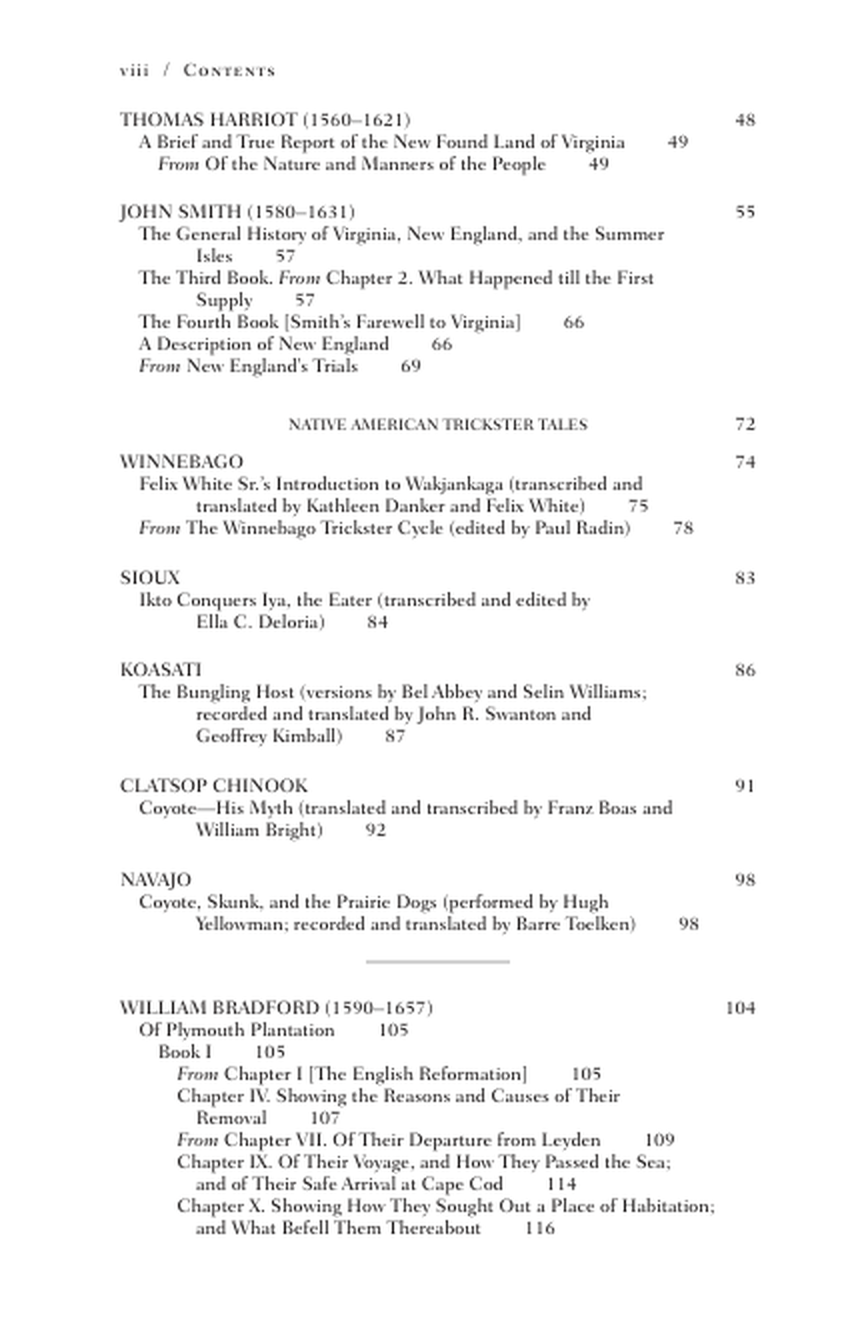 viii / Contents
THOMAS HARRIOT (1560–1621) 48
A Brief and True Report of the New Found Land of Virginia 49
From Of the Nature and Manners of the People 49
JOHN SMITH (1580–1631) 55
The General History of Virginia, New England, and the Summer
Isles 57
The Third Book. From Chapter 2. What Happened till the First
Supply 57
The Fourth Book [Smith's Farewell to Virginia] 66
A Description of New England 66
From New England's Trials 69
NATIVE AMERICAN TRICKSTER TALES 72
WINNEBAGO 74
Felix White Sr.'s Introduction to Wakjankaga (transcribed and
translated by Kathleen Danker and Felix White) 75
From The Winnebago Trickster Cycle (edited by Paul Radin) 78
SIOUX 83
Ikto Conquers Iya, the Eater (transcribed and edited by
Ella C. Deloria) 84
KOASATI 86
The Bungling Host (versions by Bel Abbey and Selin Williams;
recorded and translated by John R. Swanton and
Geoffrey Kimball) 87
CLATSOP CHINOOK 91
Coyote—His Myth (translated and transcribed by Franz Boas and
William Bright) 92
NAVAJO 98
Coyote, Skunk, and the Prairie Dogs (performed by Hugh
Yellowman; recorded and translated by Barre Toelken) 98
WILLIAM BRADFORD (1590–1657) 104
Of Plymouth Plantation 105
Book I 105
From Chapter I [The English Reformation] 105
Chapter IV. Showing the Reasons and Causes of Their
Removal 107
From Chapter VII. Of Their Departure from Leyden 109
Chapter IX. Of Their Voyage, and How They Passed the Sea;
and of Their Safe Arrival at Cape Cod 114
Chapter X. Showing How They Sought Out a Place of Habitation;
and What Befell Them Thereabout 116